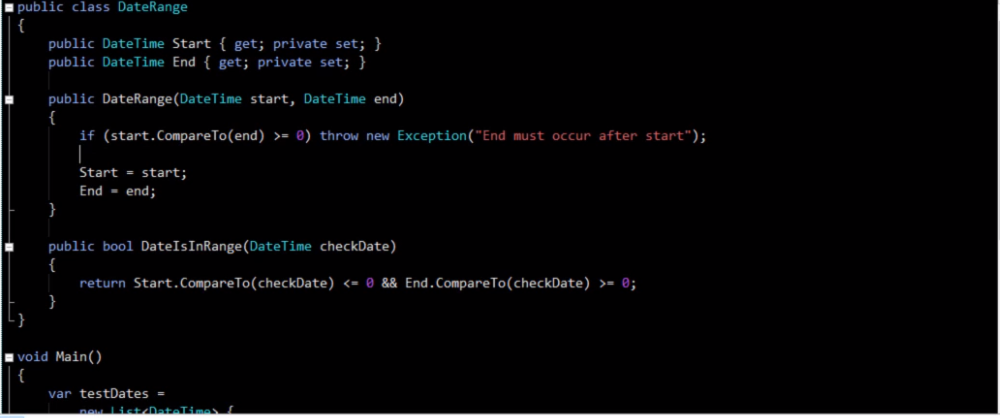 public class DateRange
{
    public DateTime Start { get; private set; }
    public DateTime End { get; private set; }
    public DateRange(DateTime start, DateTime end)
    {
        if (start.CompareTo(end) >= 0) throw new Exception("End must occur after start");
        Start = start;
        End = end;
    }
    public bool DateIsInRange(DateTime checkDate)
    {
        return Start.CompareTo(checkDate) <= 0 && End.CompareTo(checkDate) >= 0;
    }
}
void Main()
{
    var testDates =
        new List<DateTime> {